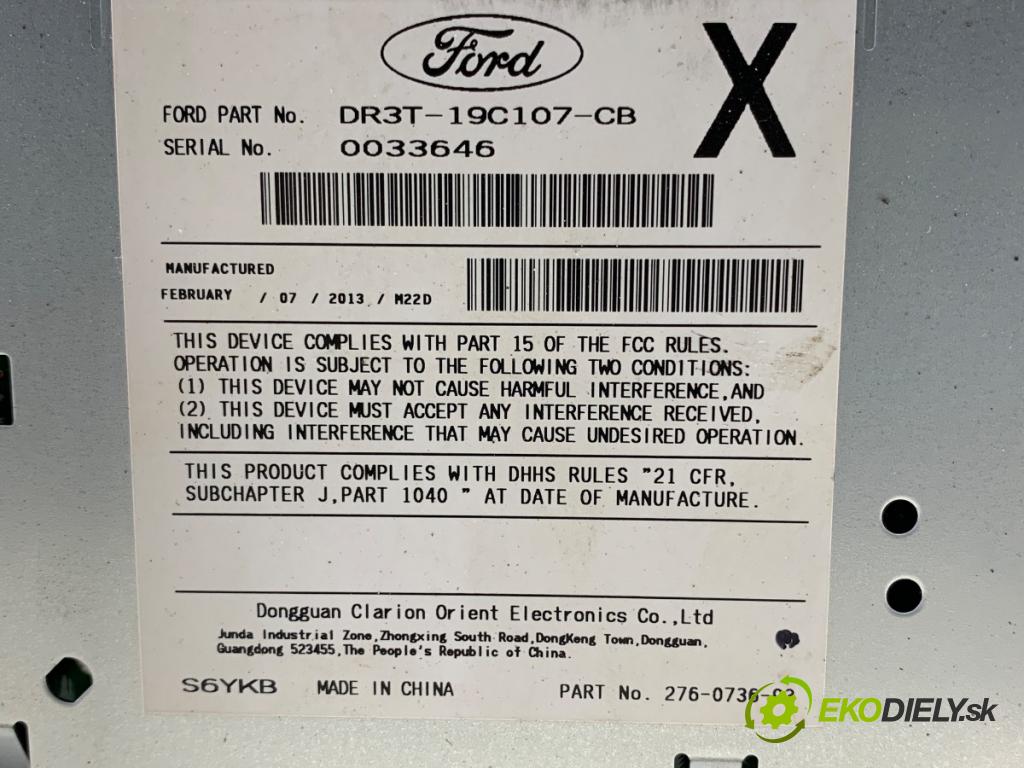 Ford
X
FORD PART No. DR3T-19C107-CB
SERIAL No. 0033646
MANUFACTURED
FEBRUARY / 07 / 2013 / M22D
THIS DEVICE COMPLIES WITH PART 15 OF THE FCC RULES.
OPERATION IS SUBJECT TO THE FOLLOWING TWO CONDITIONS:
(1) THIS DEVICE MAY NOT CAUSE HARMFUL INTERFERENCE,AND
(2) THIS DEVICE MUST ACCEPT ANY INTERFERENCE RECEIVED,
INCLUDING INTERFERENCE THAT MAY CAUSE UNDESIRED OPERATION.
THIS PRODUCT COMPLIES WITH DHHS RULES "21 CFR,
SUBCHAPTER J,PART 1040 " AT DATE OF MANUFACTURE.
Dongguan Clarion Orient Electronics Co.,Ltd
Junda Industrial Zone,Zhongxing South Road,DongKeng Town,Dongguan,
Guangdong 523455,The People's Republic of China.
S6YKB MADE IN CHINA PART No.
EKODIELY.sk